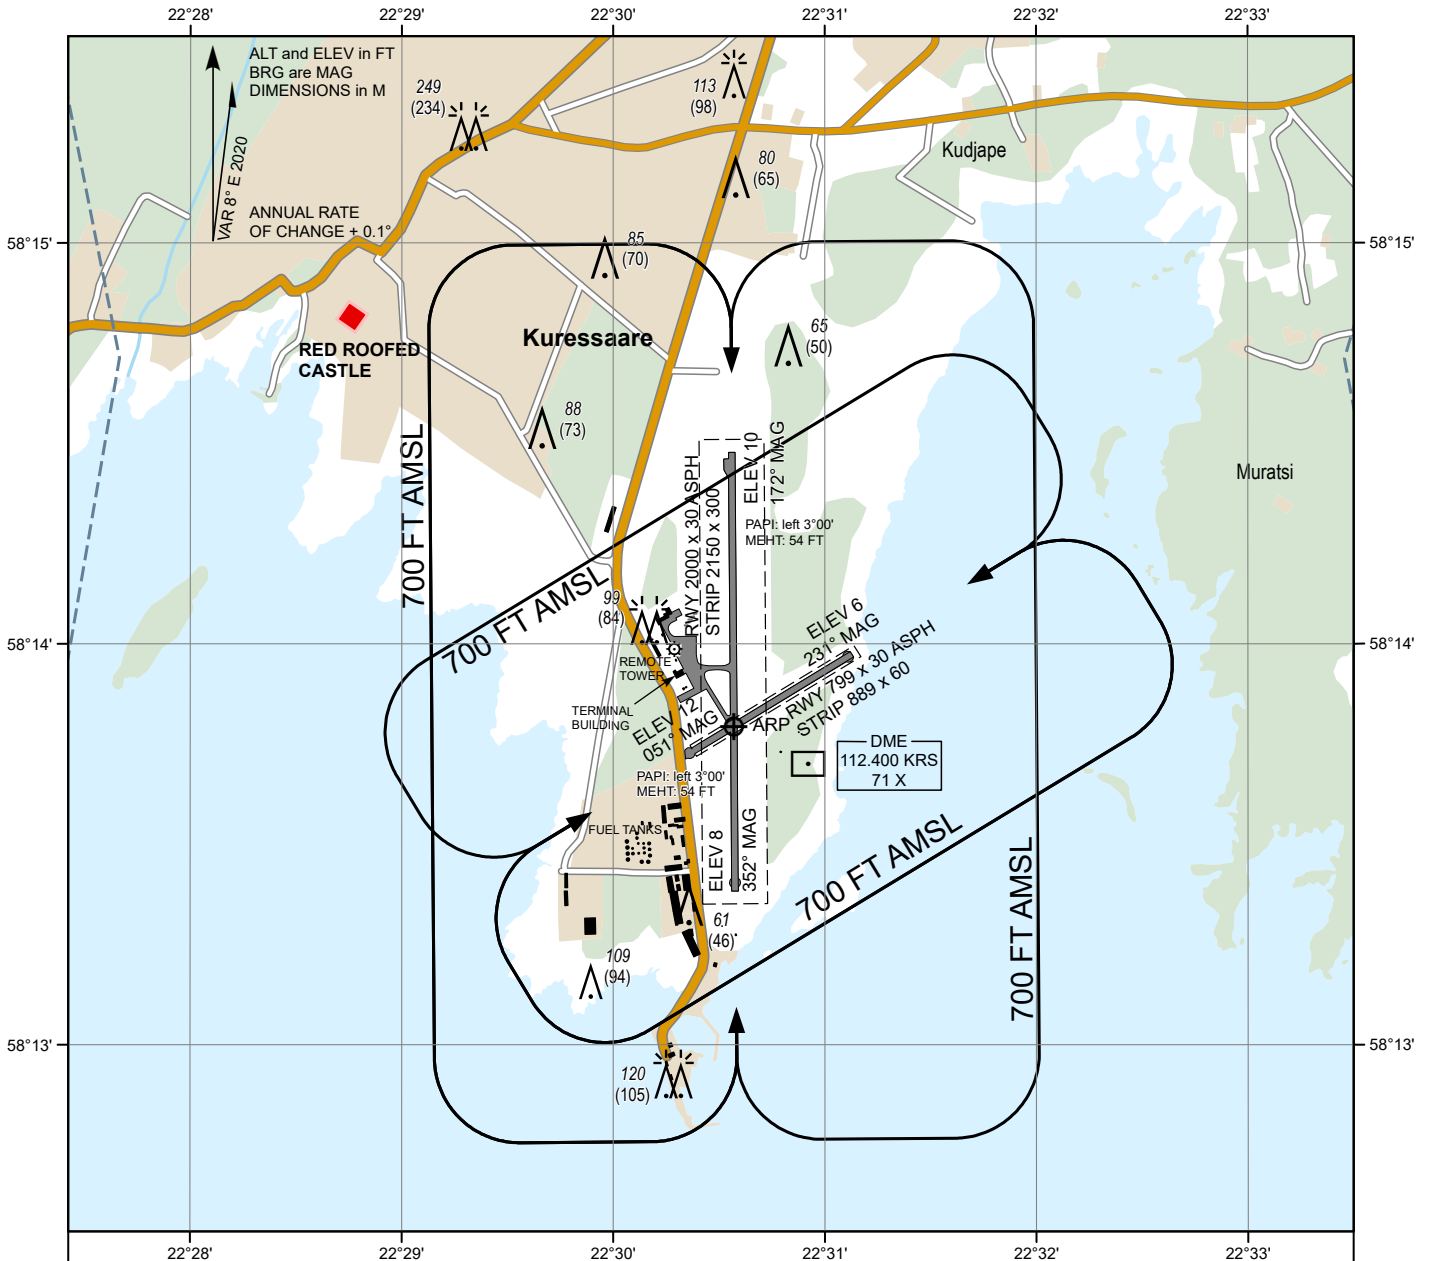 22°28' 22°29' 22°30' 22°31' 22°32' 22°33'
ALT and ELEV in FT
BRG are MAG
DIMENSIONS in M
VAR 8° E 2020
ANNUAL RATE
OF CHANGE + 0.1°
249
(234)
113
(98)
80
(65)
Kudjape
58°15'
58°15'
85
(70)
65
(50)
Kuressaare
RED ROOFED
CASTLE
88
(73)
Muratsi
700 FT AMSL
RWY 2000 x 30 ASPH
STRIP 2150 x 300
ELEV 10
172° MAG
PAPI: left 3°00'
MEHT: 54 FT
700 FT AMSL
99
(84)
58°14'
58°14'
REMOTE
TOWER
TERMINAL
BUILDING
ELEV 6
231° MAG
RWY 799 x 30 ASPH
STRIP 889 x 60
ELEV 12
051° MAG
ARP
DME
112.400 KRS
71 X
PAPI: left 3°00'
MEHT: 54 FT
FUEL TANKS
ELEV 8
352° MAG
700 FT AMSL
700 FT AMSL
61
(46)
109
(94)
58°13'
58°13'
120
(105)
22°28' 22°29' 22°30' 22°31' 22°32' 22°33'